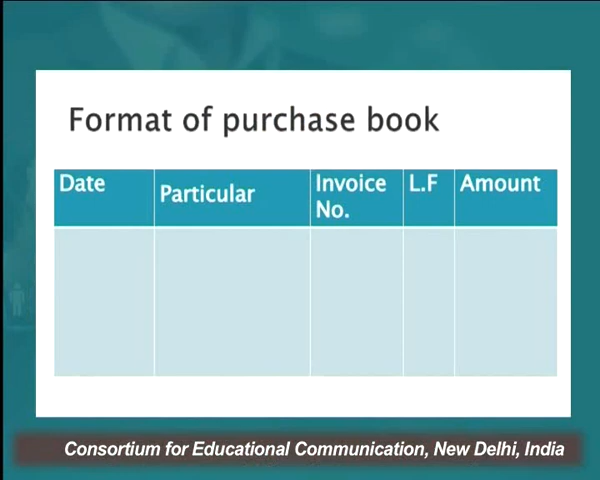 Format of purchase book
Date
Particular
Invoice No.
L.F
Amount
Consortium for Educational Communication, New Delhi, India